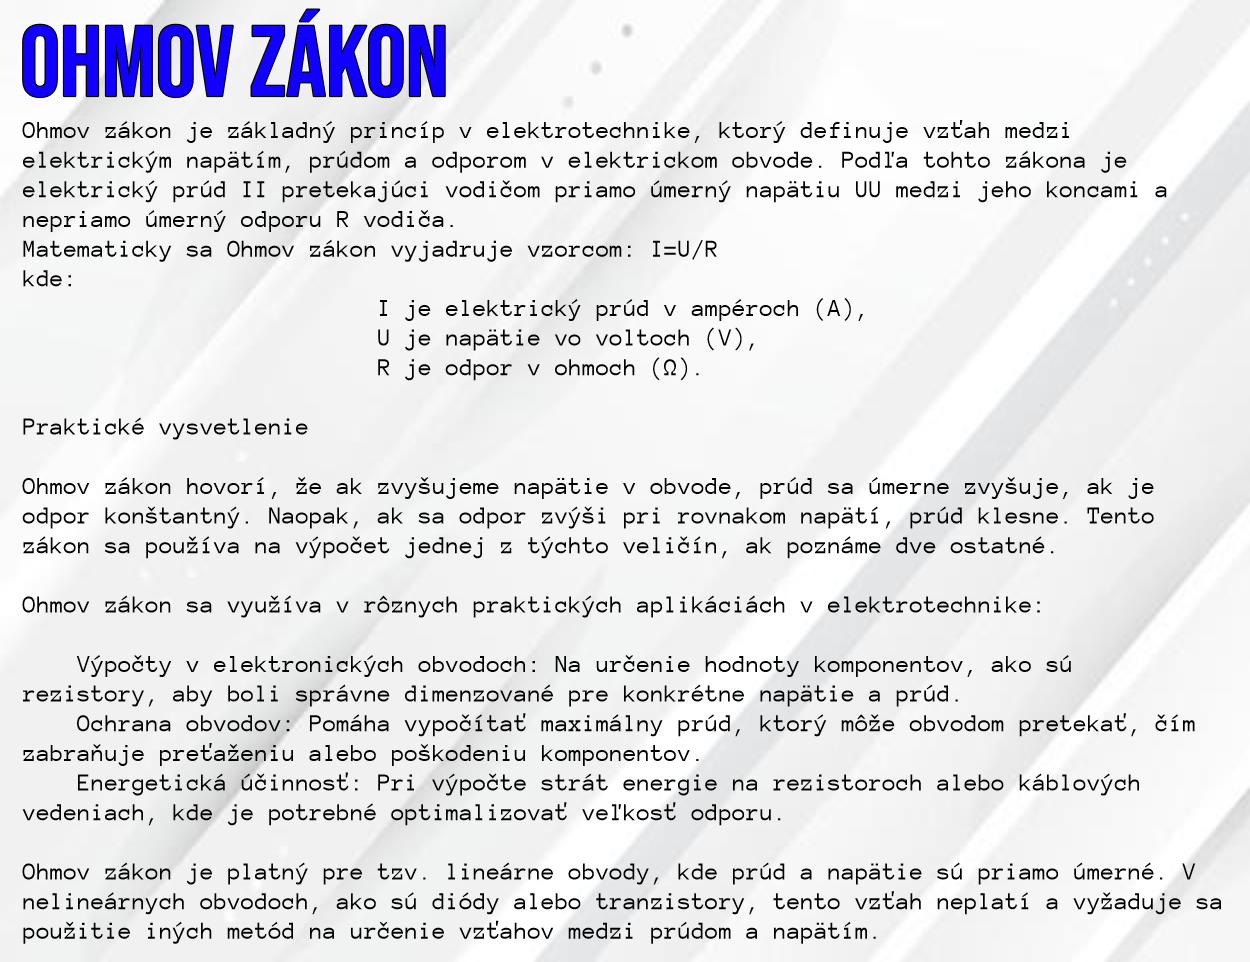 OHMOV ZÁKON
Ohmov zákon je základný princíp v elektrotechnike, ktorý definuje vzťah medzi
elektrickým napätím, prúdom a odporom v elektrickom obvode. Podľa tohto zákona je
elektrický prúd II pretekajúci vodičom priamo úmerný napätiu UU medzi jeho koncami a
nepriamo úmerný odporu R vodiča.
Matematicky sa Ohmov zákon vyjadruje vzorcom: I=U/R
kde:
I je elektrický prúd v ampéroch (A),
U je napätie vo voltoch (V),
R je odpor v ohmoch (Ω).
Praktické vysvetlenie
Ohmov zákon hovorí, že ak zvyšujeme napätie v obvode, prúd sa úmerne zvyšuje, ak je
odpor konštantný. Naopak, ak sa odpor zvýši pri rovnakom napätí, prúd klesne. Tento
zákon sa používa na výpočet jednej z týchto veličín, ak poznáme dve ostatné.
Ohmov zákon sa využíva v rôznych praktických aplikáciách v elektrotechnike:
Výpočty v elektronických obvodoch: Na určenie hodnoty komponentov, ako sú
rezistory, aby boli správne dimenzované pre konkrétne napätie a prúd.
Ochrana obvodov: Pomáha vypočítať maximálny prúd, ktorý môže obvodom pretekať, čím
zabraňuje preťaženiu alebo poškodeniu komponentov.
Energetická účinnosť: Pri výpočte strát energie na rezistoroch alebo káblových
vedeniach, kde je potrebné optimalizovať veľkosť odporu.
Ohmov zákon je platný pre tzv. lineárne obvody, kde prúd a napätie sú priamo úmerné. V
nelineárnych obvodoch, ako sú diódy alebo tranzistory, tento vzťah neplatí a vyžaduje sa
použitie iných metód na určenie vzťahov medzi prúdom a napätím.